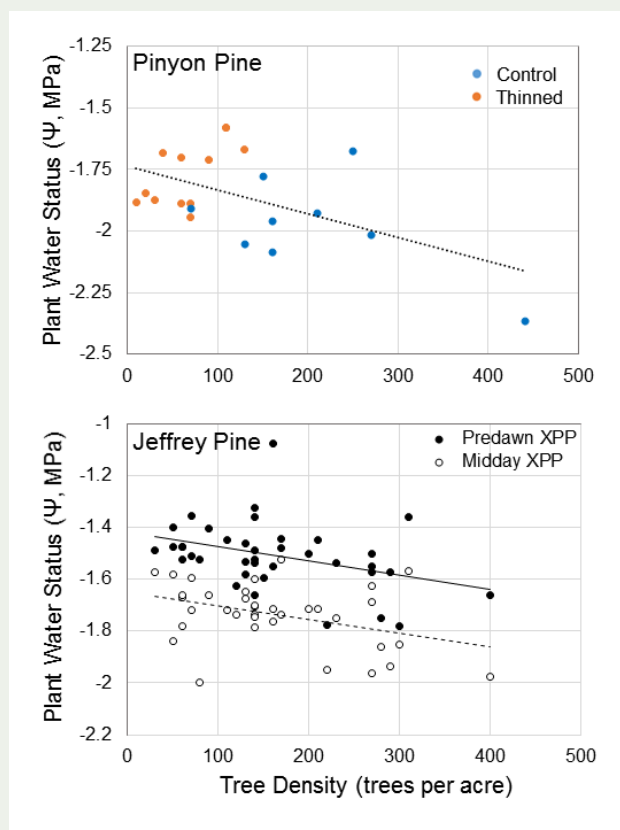 Pinyon Pine
Control
Thinned
Plant Water Status (Ψ, MPa)
-1.25
-1.5
-1.75
-2
-2.25
-2.5
0 100 200 300 400 500
Jeffrey Pine
Predawn XPP
Midday XPP
Plant Water Status (Ψ, MPa)
-1
-1.2
-1.4
-1.6
-1.8
-2
-2.2
0 100 200 300 400 500
Tree Density (trees per acre)